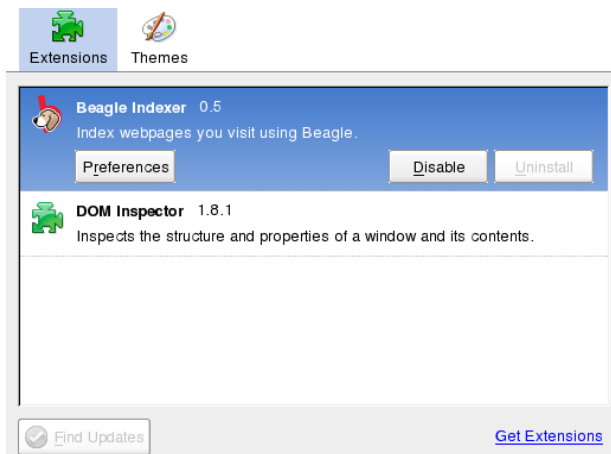 Extensions Themes
Beagle Indexer 0.5
Index webpages you visit using Beagle.
Preferences Disable Uninstall
DOM Inspector 1.8.1
Inspects the structure and properties of a window and its contents.
Find Updates Get Extensions